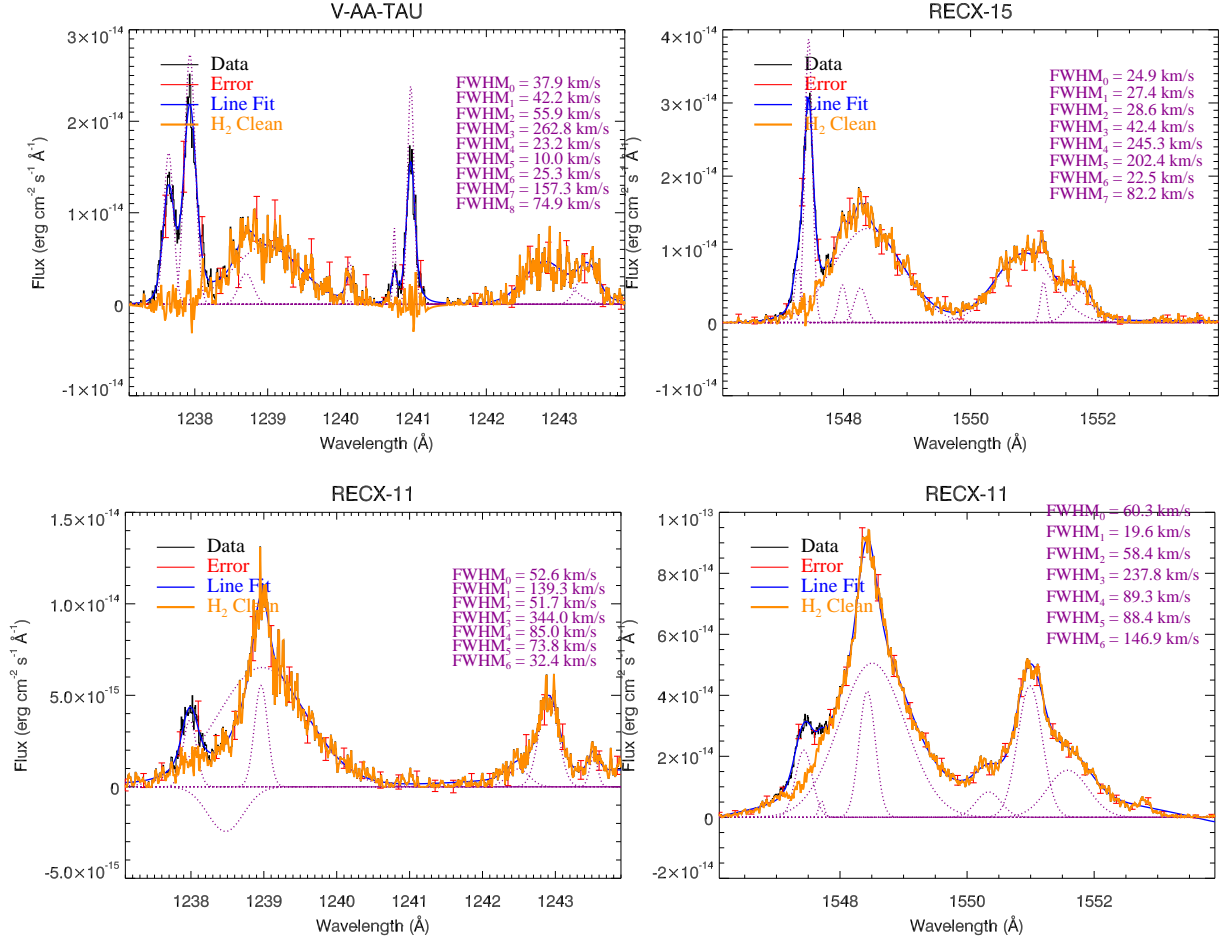 V-AA-TAU
3×10⁻¹⁴
2×10⁻¹⁴
1×10⁻¹⁴
0
-1×10⁻¹⁴
Flux (erg cm⁻² s⁻¹ Å⁻¹)
Data
Error
Line Fit
H₂ Clean
FWHM₀ = 37.9 km/s
FWHM₁ = 42.2 km/s
FWHM₂ = 55.9 km/s
FWHM₃ = 262.8 km/s
FWHM₄ = 23.2 km/s
FWHM₅ = 10.0 km/s
FWHM₆ = 25.3 km/s
FWHM₇ = 157.3 km/s
FWHM₈ = 74.9 km/s
1238 1239 1240 1241 1242 1243
Wavelength (Å)
RECX-15
4×10⁻¹⁴
3×10⁻¹⁴
2×10⁻¹⁴
1×10⁻¹⁴
0
-1×10⁻¹⁴
Flux (erg cm⁻² s⁻¹ Å⁻¹)
Data
Error
Line Fit
H₂ Clean
FWHM₀ = 24.9 km/s
FWHM₁ = 27.4 km/s
FWHM₂ = 28.6 km/s
FWHM₃ = 42.4 km/s
FWHM₄ = 245.3 km/s
FWHM₅ = 202.4 km/s
FWHM₆ = 22.5 km/s
FWHM₇ = 82.2 km/s
1548 1550 1552
Wavelength (Å)
RECX-11
1.5×10⁻¹⁴
1.0×10⁻¹⁴
5.0×10⁻¹⁵
0
-5.0×10⁻¹⁵
Flux (erg cm⁻² s⁻¹ Å⁻¹)
Data
Error
Line Fit
H₂ Clean
FWHM₀ = 52.6 km/s
FWHM₁ = 139.3 km/s
FWHM₂ = 51.7 km/s
FWHM₃ = 344.0 km/s
FWHM₄ = 85.0 km/s
FWHM₅ = 73.8 km/s
FWHM₆ = 32.4 km/s
1238 1239 1240 1241 1242 1243
Wavelength (Å)
RECX-11
1×10⁻¹³
8×10⁻¹⁴
6×10⁻¹⁴
4×10⁻¹⁴
2×10⁻¹⁴
0
-2×10⁻¹⁴
Flux (erg cm⁻² s⁻¹ Å⁻¹)
Data
Error
Line Fit
H₂ Clean
FWHM₀ = 60.3 km/s
FWHM₁ = 19.6 km/s
FWHM₂ = 58.4 km/s
FWHM₃ = 237.8 km/s
FWHM₄ = 89.3 km/s
FWHM₅ = 88.4 km/s
FWHM₆ = 146.9 km/s
1548 1550 1552
Wavelength (Å)